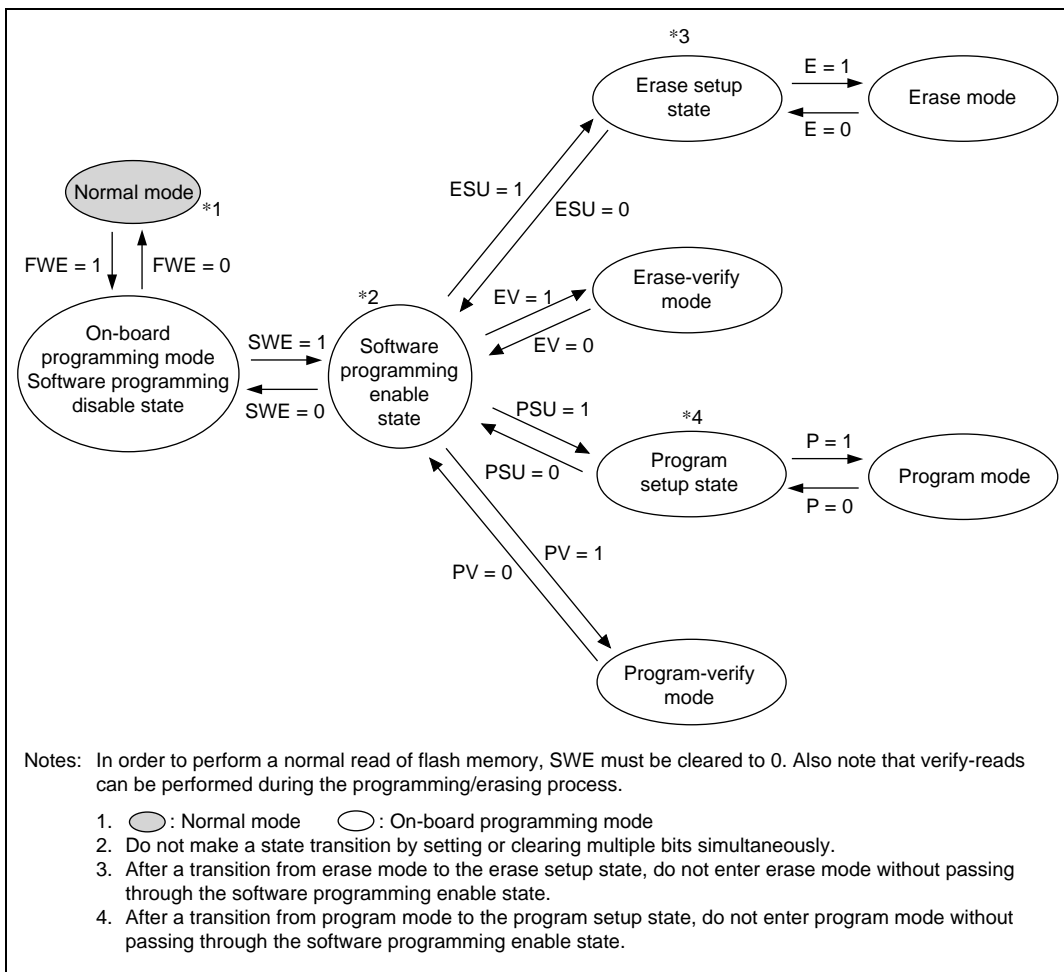 *3
Erase setup
state
E = 1
E = 0
Erase mode
Normal mode
*1
ESU = 1
ESU = 0
FWE = 1
FWE = 0
Erase-verify
mode
*2
EV = 1
EV = 0
On-board
programming mode
Software programming
disable state
SWE = 1
SWE = 0
Software
programming
enable
state
PSU = 1
PSU = 0
*4
Program
setup state
P = 1
P = 0
Program mode
PV = 1
PV = 0
Program-verify
mode
Notes: In order to perform a normal read of flash memory, SWE must be cleared to 0. Also note that verify-reads
can be performed during the programming/erasing process.
1. : Normal mode : On-board programming mode
2. Do not make a state transition by setting or clearing multiple bits simultaneously.
3. After a transition from erase mode to the erase setup state, do not enter erase mode without passing
through the software programming enable state.
4. After a transition from program mode to the program setup state, do not enter program mode without
passing through the software programming enable state.